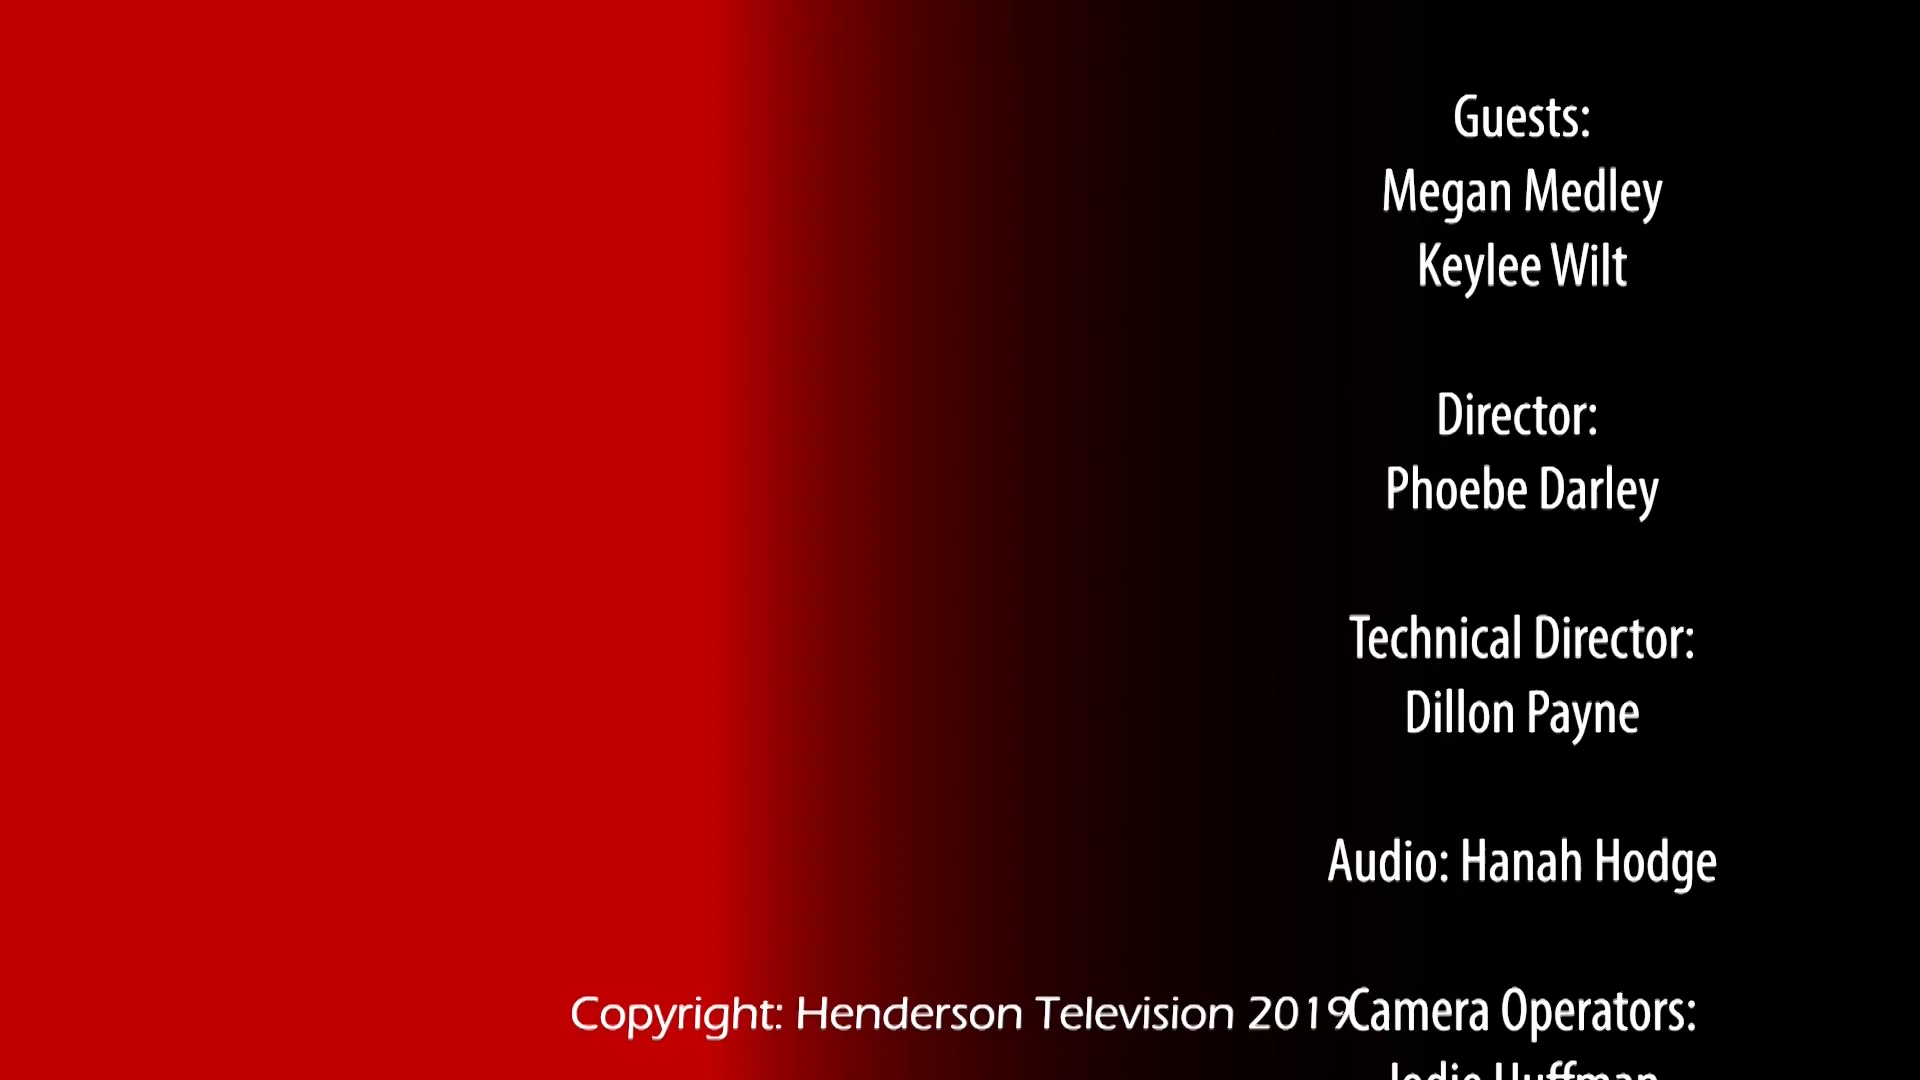 Guests:
Megan Medley
Keylee Wilt
Director:
Phoebe Darley
Technical Director:
Dillon Payne
Audio: Hanah Hodge
Camera Operators:
Copyright: Henderson Television 2019